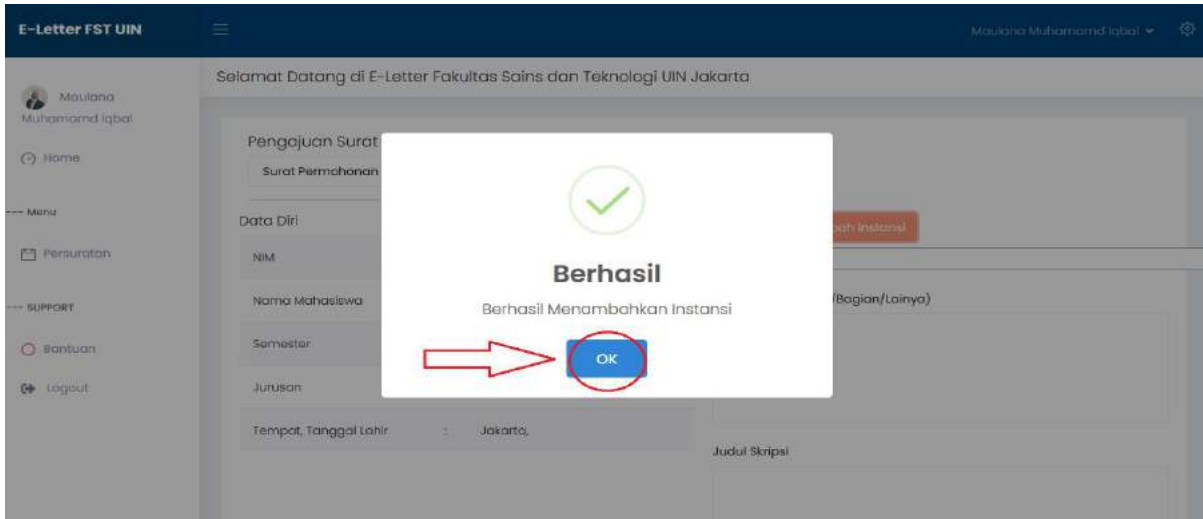 E-Letter FST UIN
Maulana Muhamamd Iqbal
Selamat Datang di E-Letter Fakultas Sains dan Teknologi UIN Jakarta
Maulana
Muhamamd Iqbal
Home
--- Menu
Persuratan
--- SUPPORT
Bantuan
Logout
Pengajuan Surat
Surat Permohonan
Data Diri
NIM
Nama Mahasiswa
Semester
Jurusan
Tempat, Tanggal Lahir : Jakarta,
Berhasil
Berhasil Menambahkan Instansi
OK
bah Instansi
/Bagian/Lainya)
Judul Skripsi